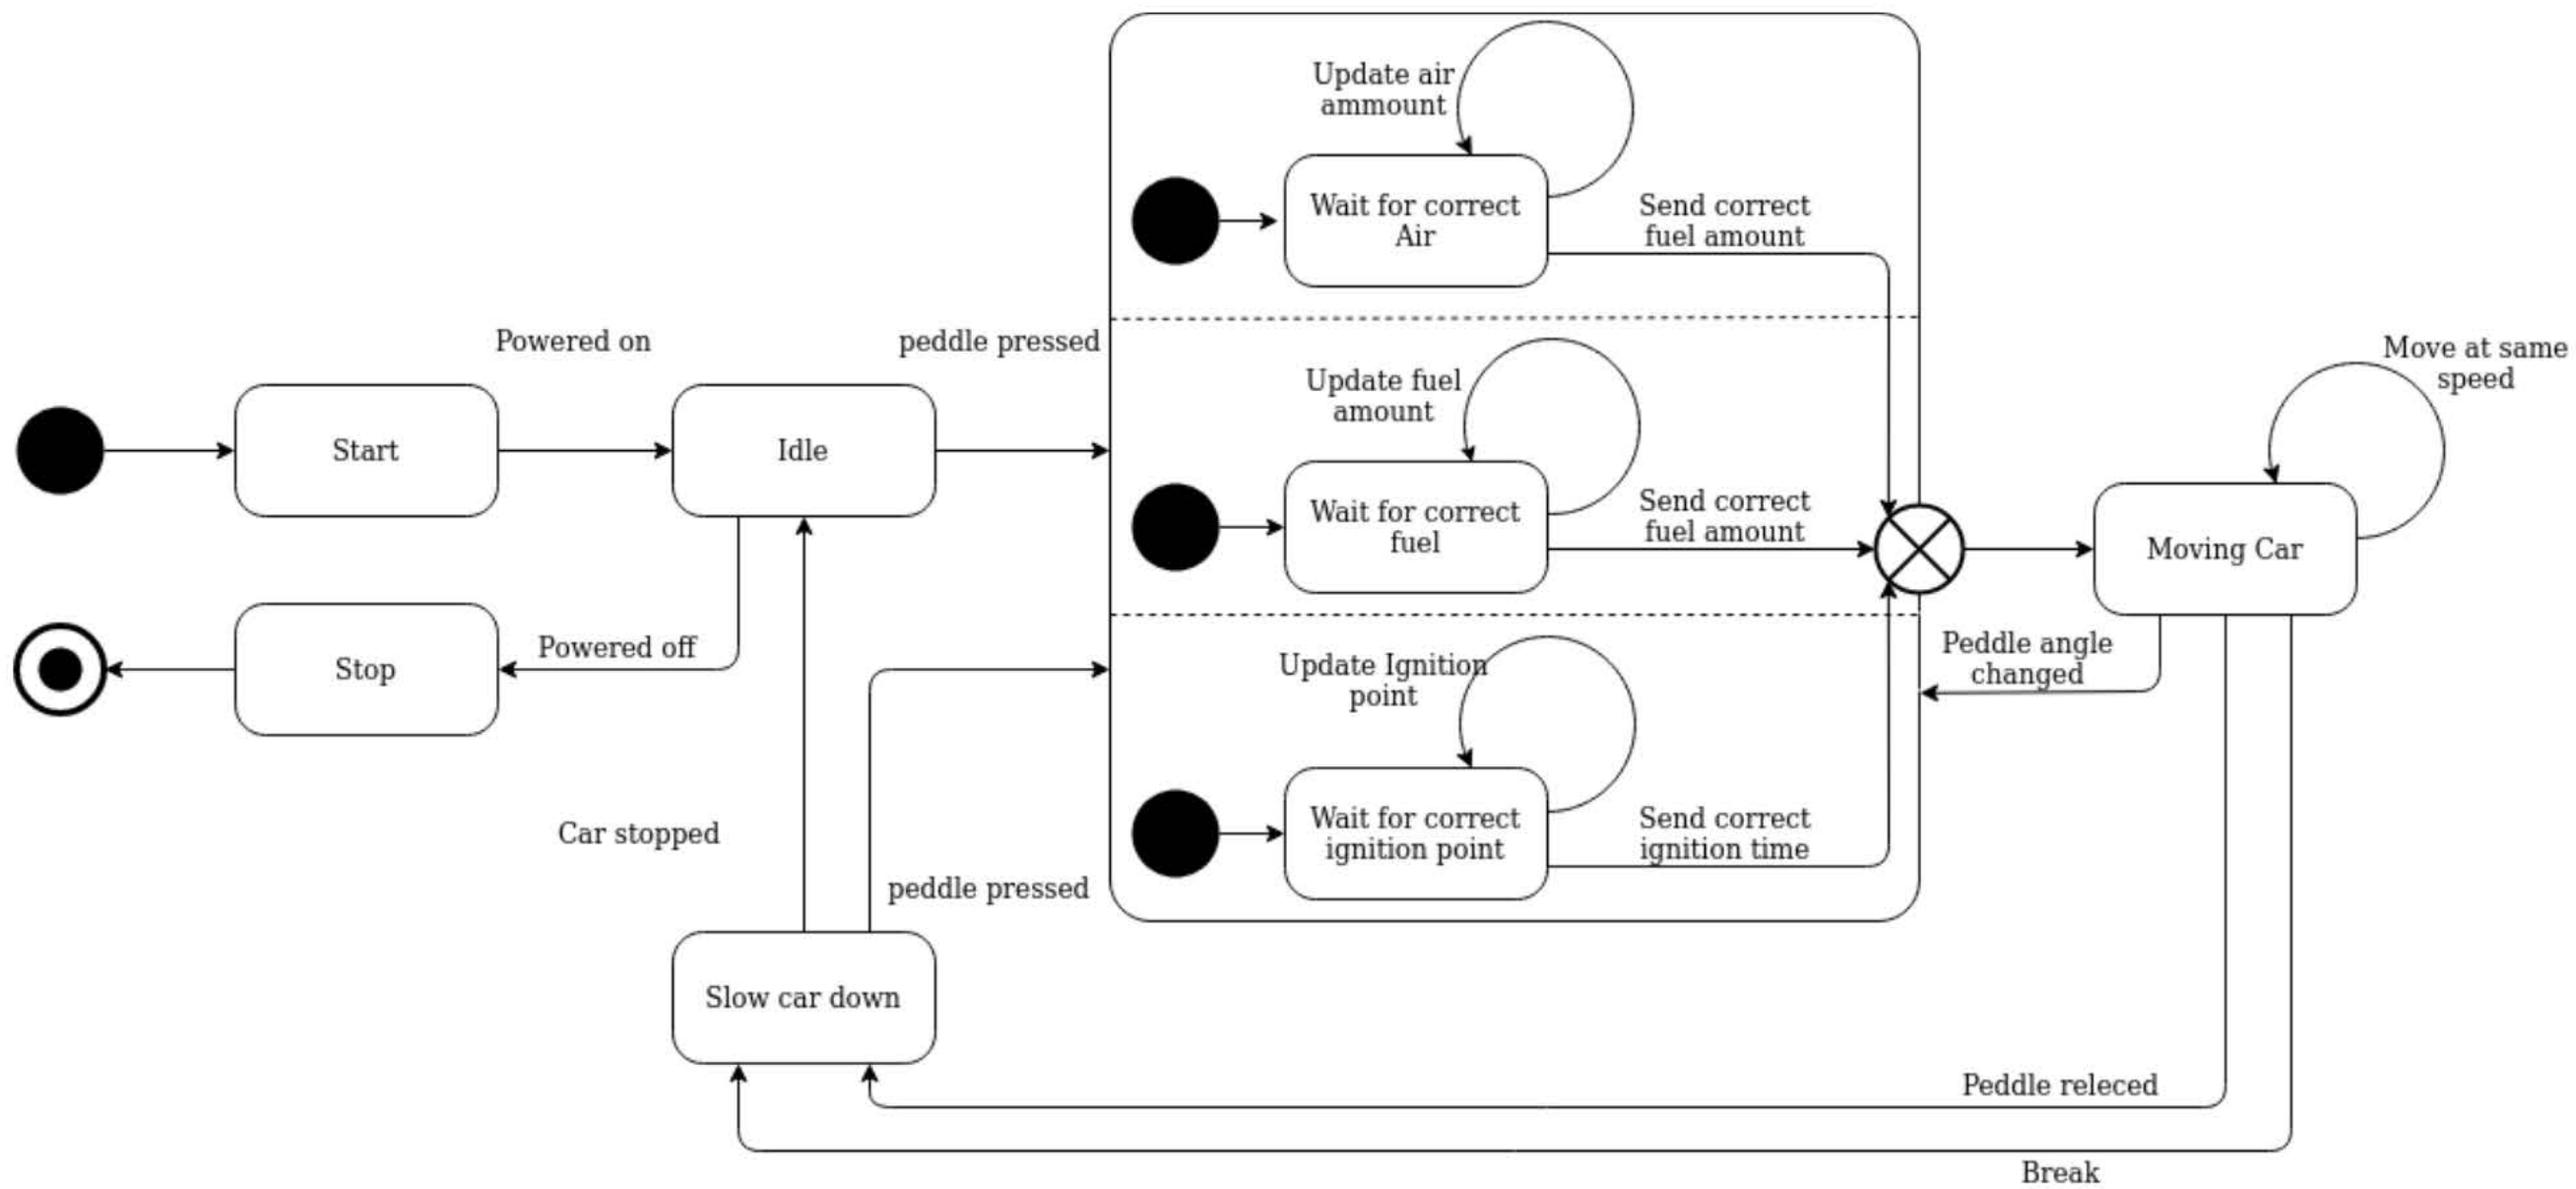 Update air
ammount
Wait for correct
Air
Send correct
fuel amount
Powered on
peddle pressed
Move at same
speed
Update fuel
amount
Start
Idle
Wait for correct
fuel
Send correct
fuel amount
Moving Car
Stop
Powered off
Update Ignition
point
Peddle angle
changed
Car stopped
peddle pressed
Wait for correct
ignition point
Send correct
ignition time
Slow car down
Peddle releced
Break